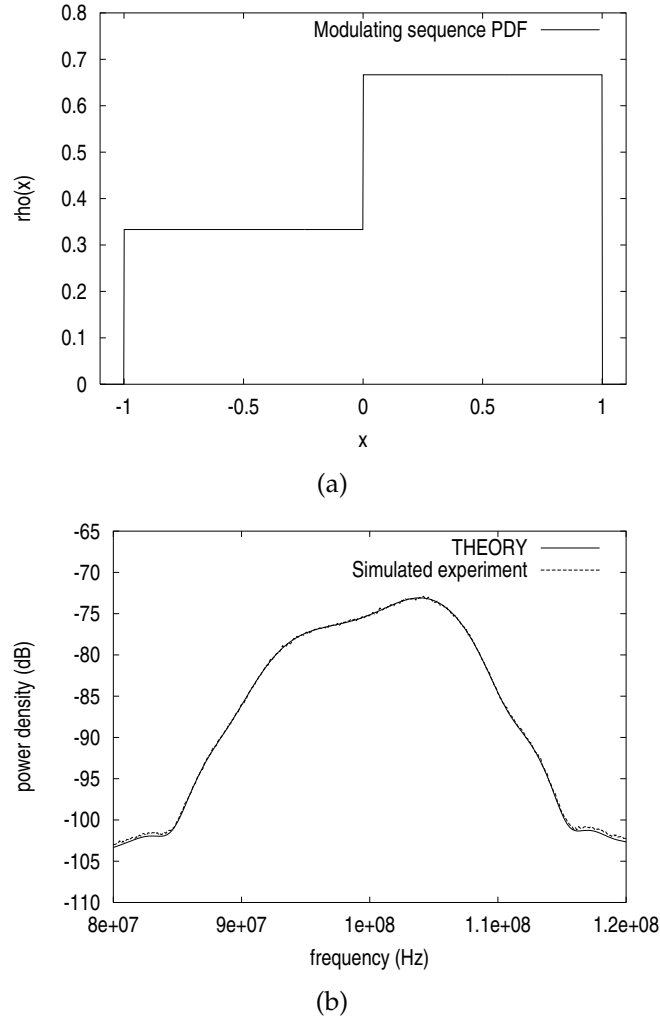 Modulating sequence PDF
0.8
0.7
0.6
0.5
0.4
0.3
0.2
0.1
0
rho(x)
-1
-0.5
0
0.5
1
x
(a)
THEORY
Simulated experiment
-65
-70
-75
-80
-85
-90
-95
-100
-105
-110
power density (dB)
8e+07
9e+07
1e+08
1.1e+08
1.2e+08
frequency (Hz)
(b)